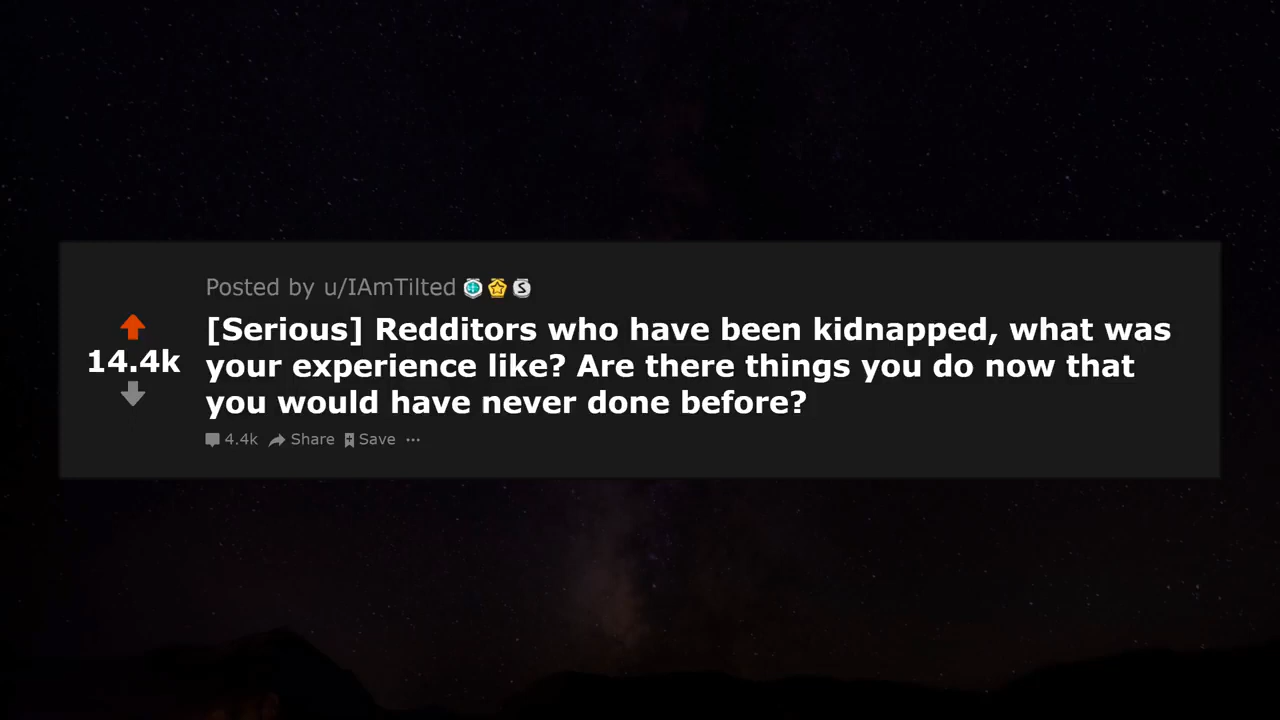 Posted by u/IAmTilted
[Serious] Redditors who have been kidnapped, what was
14.4k
your experience like? Are there things you do now that
you would have never done before?
4.4k Share Save ···